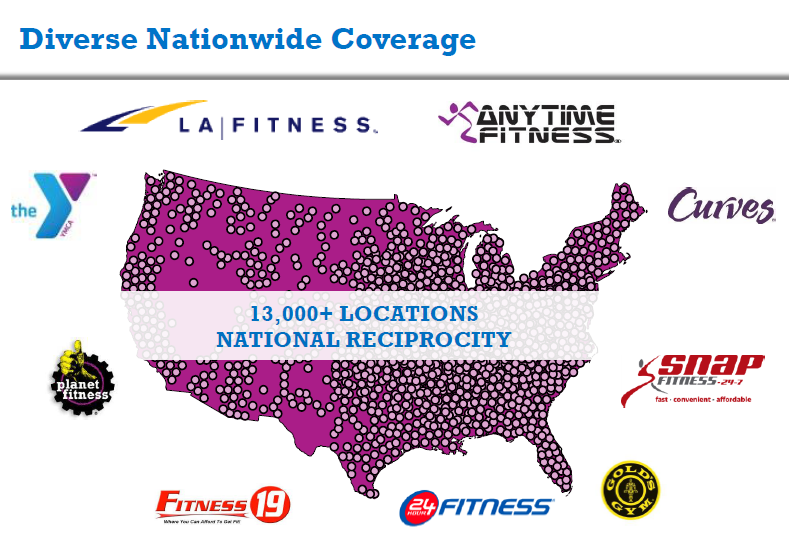 Diverse Nationwide Coverage
LA|FITNESS.
ANYTIME
FITNESS®
the Y™
YMCA
Curves
13,000+ LOCATIONS
NATIONAL RECIPROCITY
planet
fitness®
SNAP
FITNESS-24-7
fast · convenient · affordable
FITNESS 19
Where You Can Afford To Get Fit!
24
HOUR
FITNESS
GOLD'S
GYM